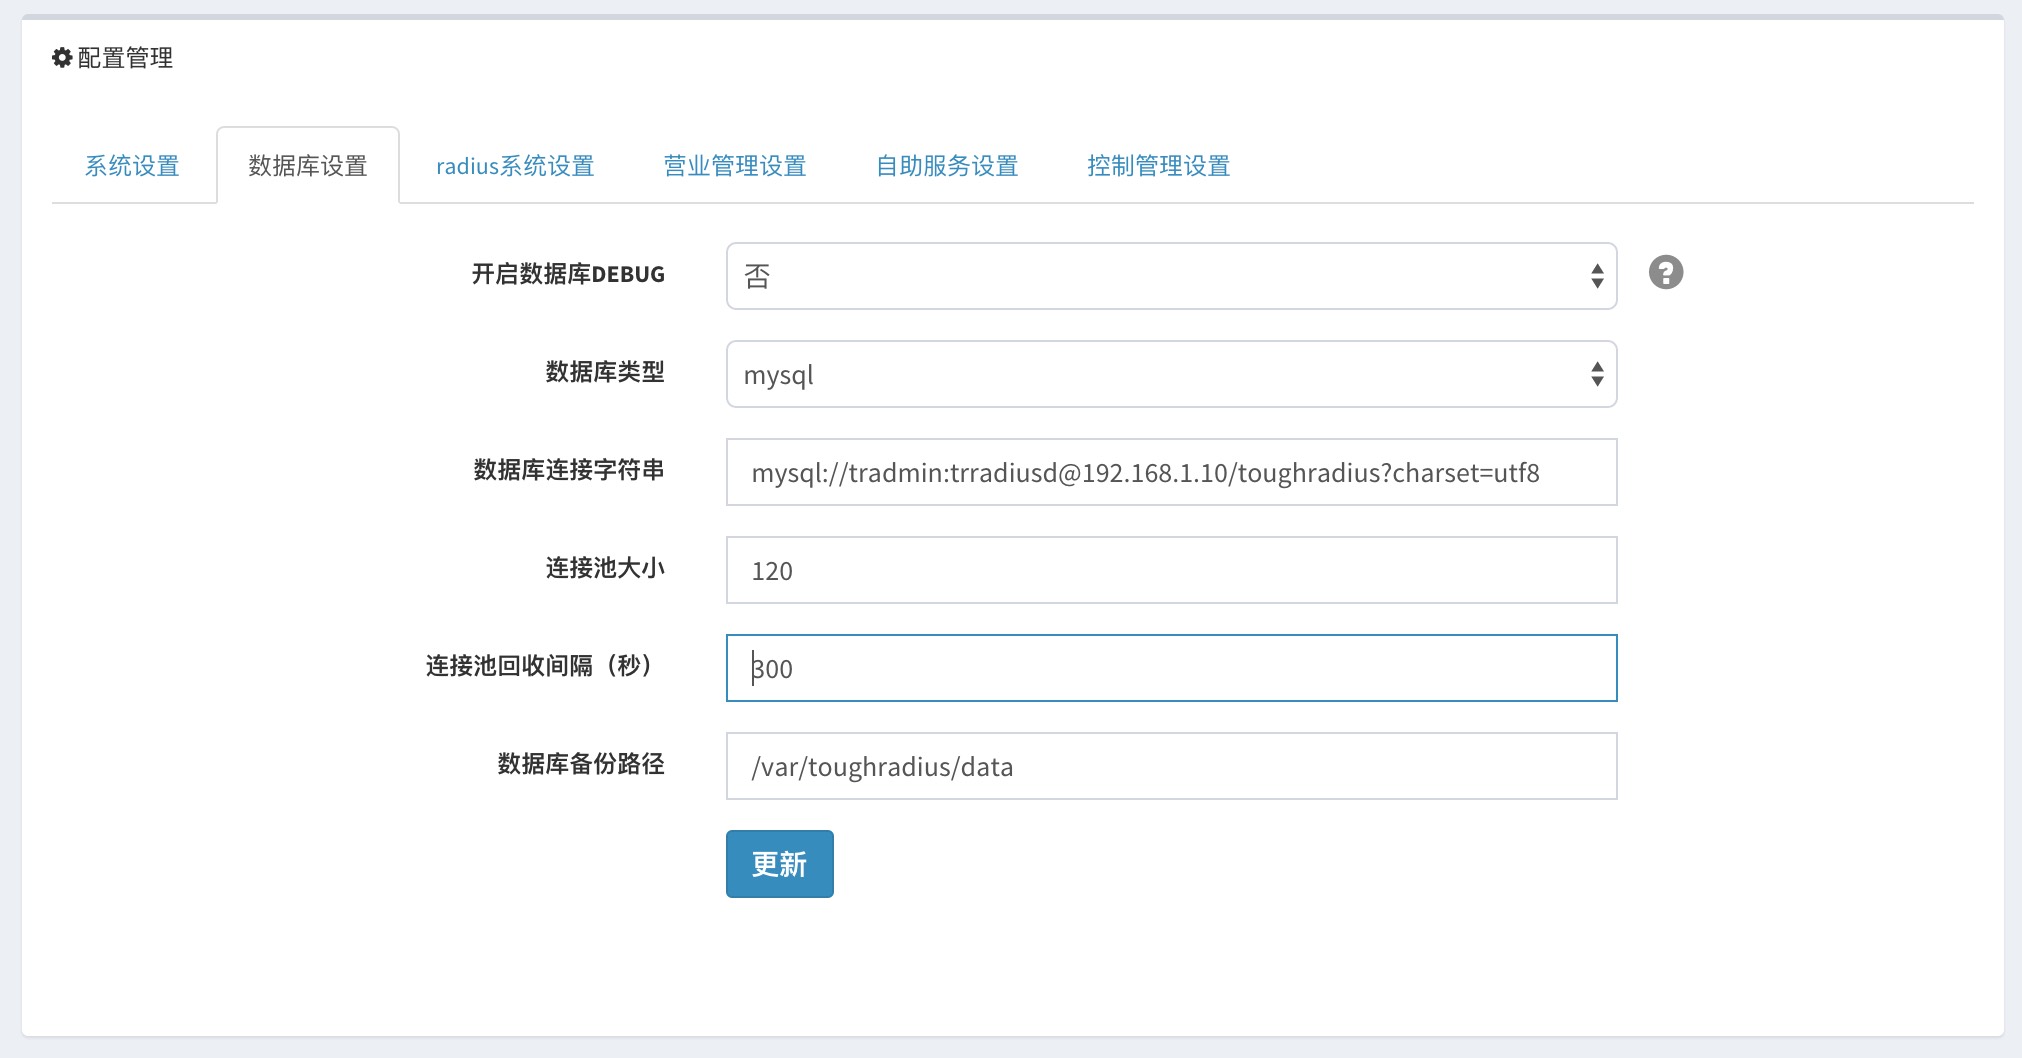 配置管理
系统设置 数据库设置 radius系统设置 营业管理设置 自助服务设置 控制管理设置
开启数据库DEBUG 否
数据库类型 mysql
数据库连接字符串 mysql://tradmin:trradiusd@192.168.1.10/toughradius?charset=utf8
连接池大小 120
连接池回收间隔（秒） 300
数据库备份路径 /var/toughradius/data
更新